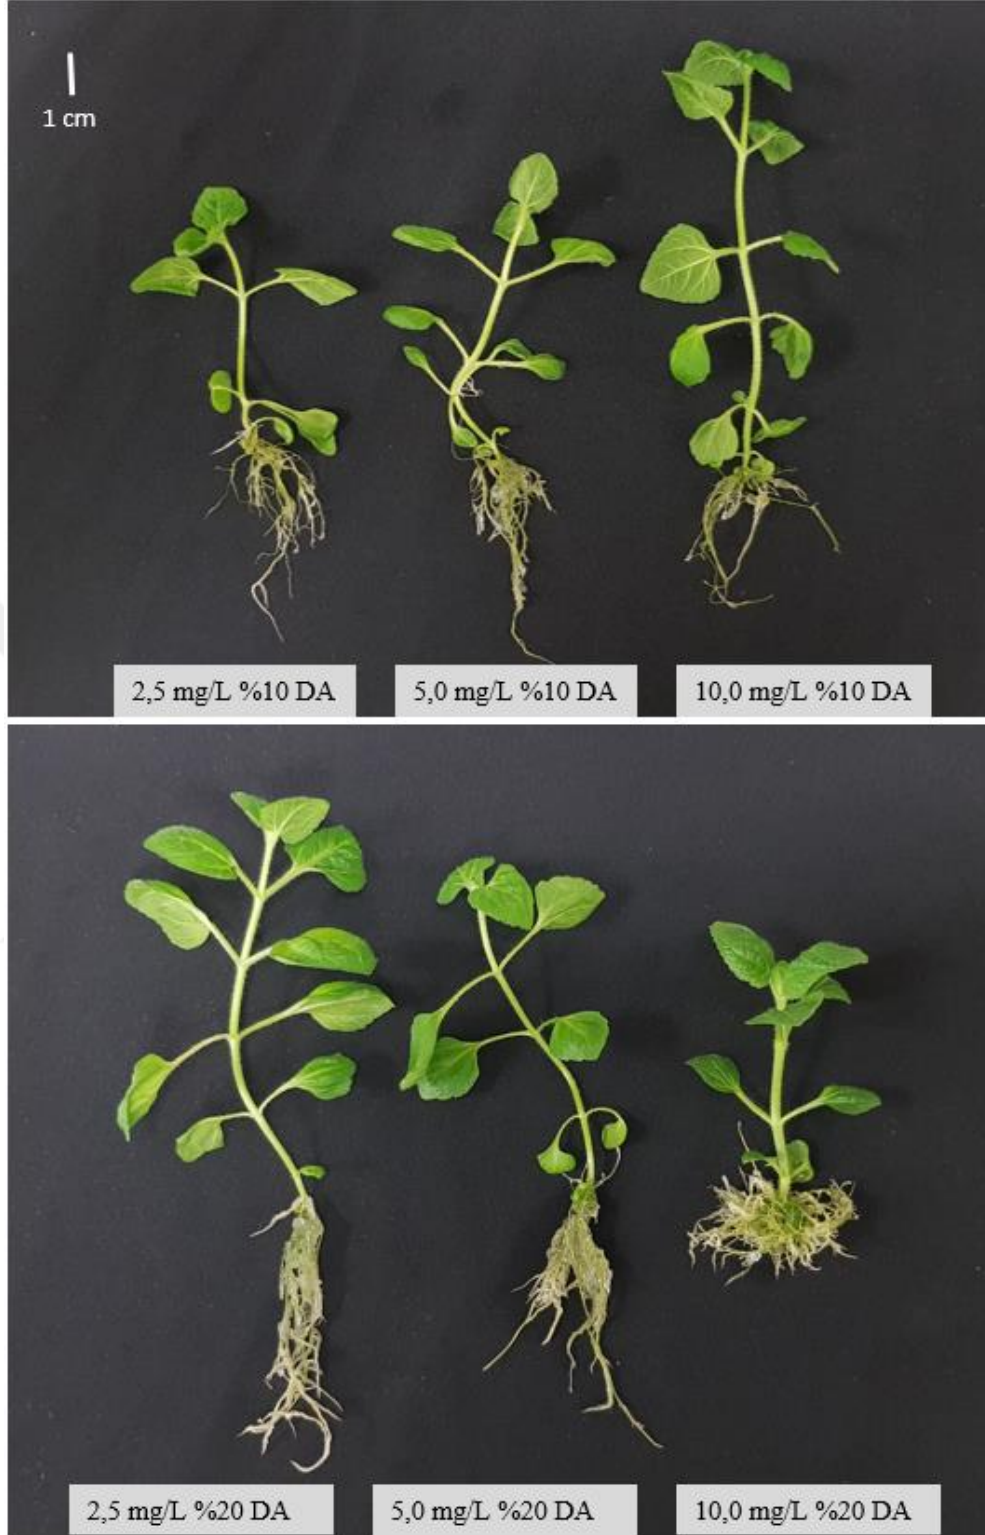 1 cm
2,5 mg/L %10 DA
5,0 mg/L %10 DA
10,0 mg/L %10 DA
2,5 mg/L %20 DA
5,0 mg/L %20 DA
10,0 mg/L %20 DA